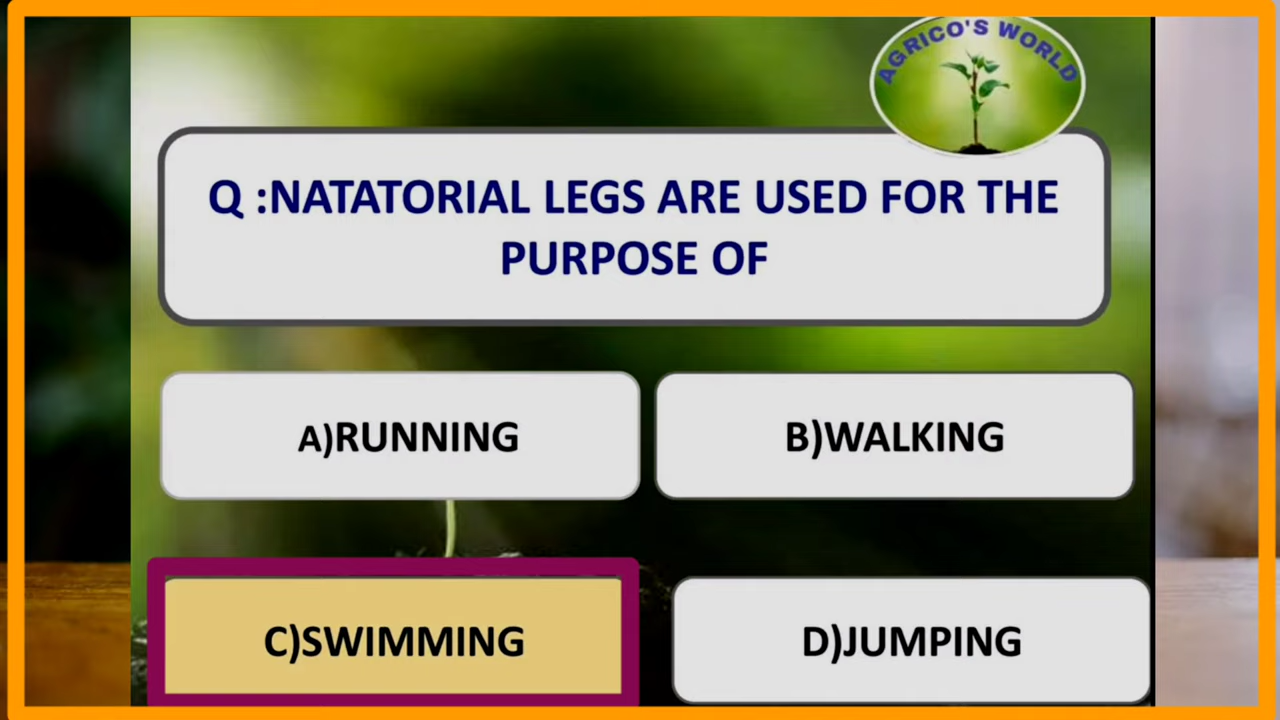 AGRICO'S WORLD
Q :NATATORIAL LEGS ARE USED FOR THE
PURPOSE OF
A)RUNNING
B)WALKING
C)SWIMMING
D)JUMPING